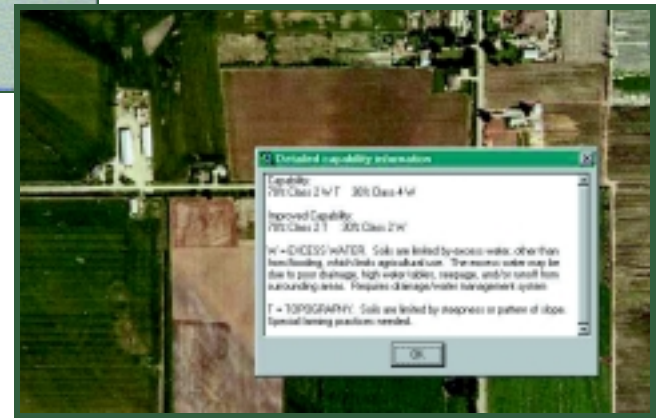 Detailed capability information
Capability:
70% Class 2 W T 30% Class 4 W
Improved Capability:
70% Class 2 T 30% Class 2 W
W = EXCESS WATER. Soils are limited by excess water, other than
from flooding, which limits agricultural use. The excess water may be
due to poor drainage, high water tables, seepage, and/or runoff from
surrounding areas. Requires drainage/water management system
T = TOPOGRAPHY. Soils are limited by steepness or pattern of slope.
Special farming practices needed.
OK